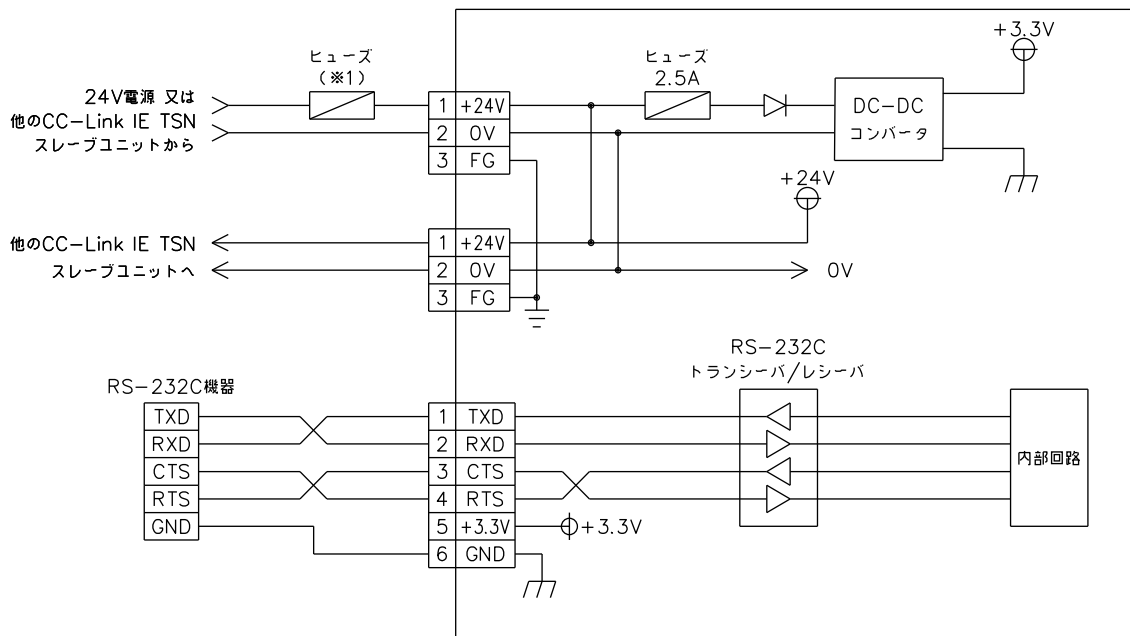 +3.3V
ヒューズ
(※1)
ヒューズ
2.5A
24V電源 又は
他のCC-Link IE TSN
スレーブユニットから
1 +24V
2 0V
3 FG
DC-DC
コンバータ
+24V
他のCC-Link IE TSN
スレーブユニットへ
1 +24V
2 0V
3 FG
0V
RS-232C
トランシーバ/レシーバ
RS-232C機器
TXD
RXD
CTS
RTS
GND
1 TXD
2 RXD
3 CTS
4 RTS
5 +3.3V
6 GND
+3.3V
内部回路